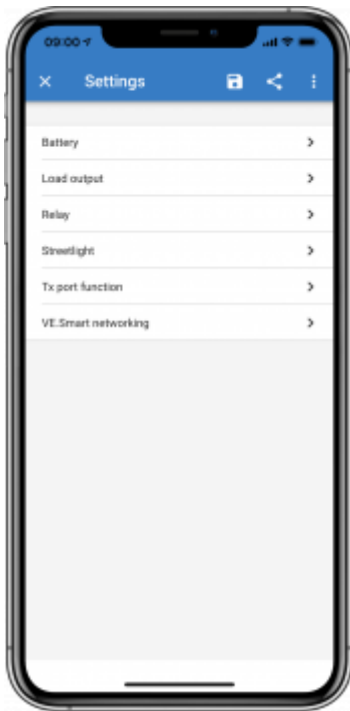 09:00
Settings
Battery
Load output
Relay
Streetlight
Tx port function
VE.Smart networking